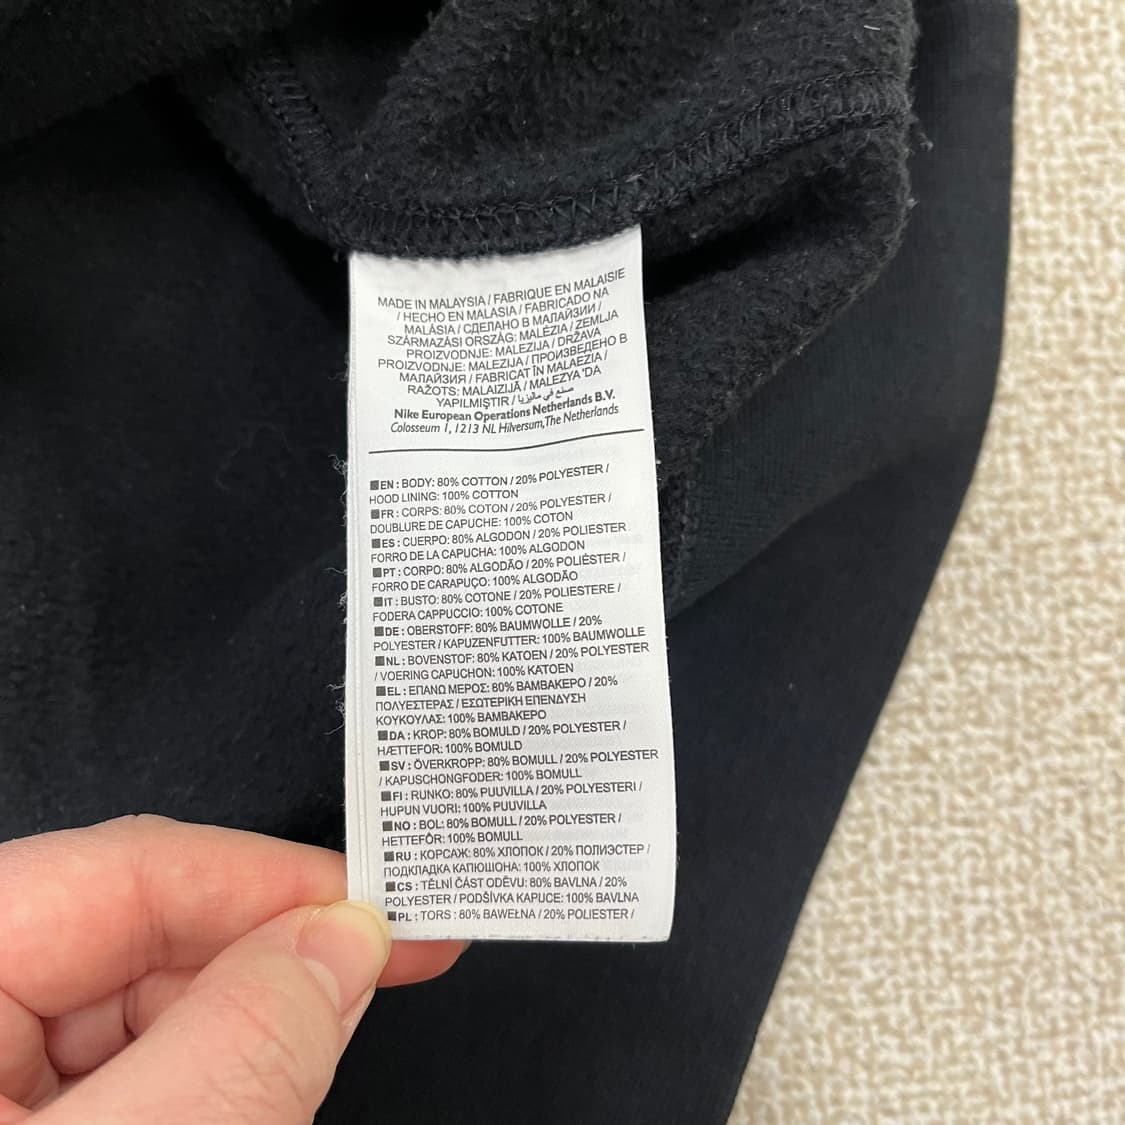 MADE IN MALAYSIA / FABRIQUE EN MALAISIE
/ HECHO EN MALASIA / FABRICADO NA
MALÁSIA / СДЕЛАНО В МАЛАЙЗИИ /
SZÁRMAZÁSI ORSZÁG: MALÉZIA / ZEMLJA
PROIZVODNJE: MALEZIJA / DRŽAVA
PROIZVODNJE: MALEZIJA / ПРОИЗВЕДЕНО В
МАЛАЙЗИЯ / FABRICAT ÎN MALAEZIA /
RAŽOTS: MALAIZIJĀ / MALEZYA 'DA
YAPILMIŞTIR / صنع في ماليزيا
Nike European Operations Netherlands B.V.
Colosseum 1, 1213 NL Hilversum, The Netherlands
EN : BODY: 80% COTTON / 20% POLYESTER /
HOOD LINING: 100% COTTON
FR : CORPS: 80% COTON / 20% POLYESTER /
DOUBLURE DE CAPUCHE: 100% COTON
ES : CUERPO: 80% ALGODON / 20% POLIESTER
FORRO DE LA CAPUCHA: 100% ALGODON
PT : CORPO: 80% ALGODÃO / 20% POLIÉSTER /
FORRO DE CARAPUÇO: 100% ALGODÃO
IT : BUSTO: 80% COTONE / 20% POLIESTERE /
FODERA CAPPUCCIO: 100% COTONE
DE : OBERSTOFF: 80% BAUMWOLLE / 20%
POLYESTER / KAPUZENFUTTER: 100% BAUMWOLLE
NL : BOVENSTOF: 80% KATOEN / 20% POLYESTER
/ VOERING CAPUCHON: 100% KATOEN
EL : ΕΠΑΝΩ ΜΕΡΟΣ: 80% ΒΑΜΒΑΚΕΡΟ / 20%
ΠΟΛΥΕΣΤΕΡΑΣ / ΕΣΩΤΕΡΙΚΗ ΕΠΕΝΔΥΣΗ
ΚΟΥΚΟΥΛΑΣ: 100% ΒΑΜΒΑΚΕΡΟ
DA : KROP: 80% BOMULD / 20% POLYESTER /
HÆTTEFOR: 100% BOMULD
SV : ÖVERKROPP: 80% BOMULL / 20% POLYESTER
/ KAPUSCHONGFODER: 100% BOMULL
FI : RUNKO: 80% PUUVILLA / 20% POLYESTERI /
HUPUN VUORI: 100% PUUVILLA
NO : BOL: 80% BOMULL / 20% POLYESTER /
HETTEFÔR: 100% BOMULL
RU : КОРСАЖ: 80% ХЛОПОК / 20% ПОЛИЭСТЕР /
ПОДКЛАДКА КАПЮШОНА: 100% ХЛОПОК
CS : TĚLNÍ ČÁST ODĚVU: 80% BAVLNA / 20%
POLYESTER / PODŠÍVKA KAPUCE: 100% BAVLNA
PL : TORS : 80% BAWEŁNA / 20% POLIESTER /